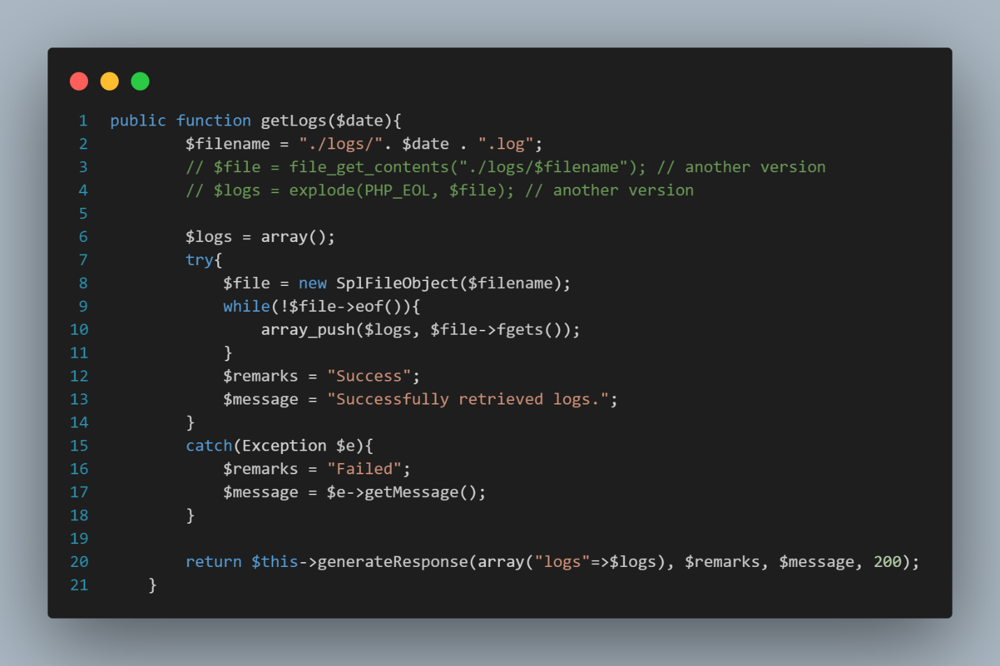 1 public function getLogs($date){
2 $filename = "./logs/". $date . ".log";
3 // $file = file_get_contents("./logs/$filename"); // another version
4 // $logs = explode(PHP_EOL, $file); // another version
5
6 $logs = array();
7 try{
8 $file = new SplFileObject($filename);
9 while(!$file->eof()){
10 array_push($logs, $file->fgets());
11 }
12 $remarks = "Success";
13 $message = "Successfully retrieved logs.";
14 }
15 catch(Exception $e){
16 $remarks = "Failed";
17 $message = $e->getMessage();
18 }
19
20 return $this->generateResponse(array("logs"=>$logs), $remarks, $message, 200);
21 }